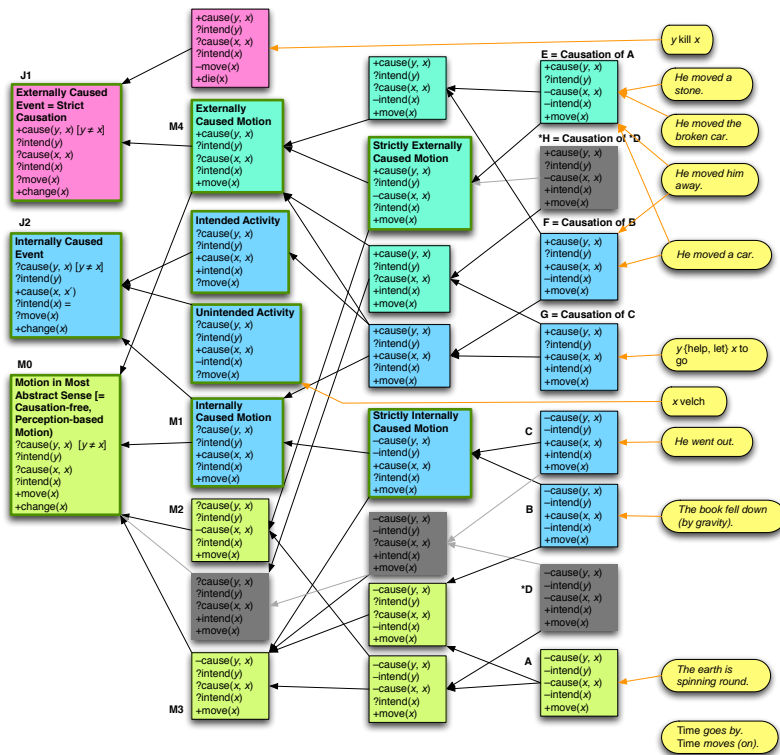 +cause(y, x)
?intend(y)
?cause(x, x)
?intend(x)
–move(x)
+die(x)
y kill x
J1
Externally Caused
Event = Strict
Causation
+cause(y, x) [y ≠ x]
?intend(y)
?cause(x, x)
?intend(x)
?move(x)
+change(x)
M4
Externally
Caused Motion
+cause(y, x)
?intend(y)
?cause(x, x)
?intend(x)
+move(x)
+cause(y, x)
?intend(y)
?cause(x, x)
–intend(x)
+move(x)
E = Causation of A
+cause(y, x)
?intend(y)
–cause(x, x)
–intend(x)
+move(x)
He moved a
stone.
He moved the
broken car.
Strictly Externally
Caused Motion
+cause(y, x)
?intend(y)
–cause(x, x)
?intend(x)
+move(x)
*H = Causation of *D
+cause(y, x)
?intend(y)
–cause(x, x)
+intend(x)
+move(x)
He moved him
away.
J2
Internally Caused
Event
?cause(y, x) [y ≠ x]
?intend(y)
+cause(x, x′)
?intend(x) =
?move(x)
+change(x)
Intended Activity
?cause(y, x)
?intend(y)
+cause(x, x)
+intend(x)
?move(x)
+cause(y, x)
?intend(y)
?cause(x, x)
+intend(x)
+move(x)
F = Causation of B
+cause(y, x)
?intend(y)
+cause(x, x)
–intend(x)
+move(x)
He moved a car.
Unintended Activity
?cause(y, x)
?intend(y)
+cause(x, x)
–intend(x)
?move(x)
+cause(y, x)
?intend(y)
+cause(x, x)
?intend(x)
+move(x)
G = Causation of C
+cause(y, x)
?intend(y)
+cause(x, x)
+intend(x)
+move(x)
y {help, let} x to
go
M0
Motion in Most
Abstract Sense [=
Causation-free,
Perception-based
Motion)
?cause(y, x) [y ≠ x]
?intend(y)
?cause(x, x)
?intend(x)
+move(x)
+change(x)
M1
Internally
Caused Motion
?cause(y, x)
?intend(y)
+cause(x, x)
?intend(x)
+move(x)
x velch
Strictly Internally
Caused Motion
–cause(y, x)
–intend(y)
+cause(x, x)
?intend(x)
+move(x)
C
–cause(y, x)
–intend(y)
+cause(x, x)
+intend(x)
+move(x)
He went out.
M2
?cause(y, x)
?intend(y)
–cause(x, x)
?intend(x)
+move(x)
B
–cause(y, x)
–intend(y)
+cause(x, x)
–intend(x)
+move(x)
The book fell down
(by gravity).
–cause(y, x)
–intend(y)
?cause(x, x)
+intend(x)
+move(x)
?cause(y, x)
?intend(y)
?cause(x, x)
+intend(x)
+move(x)
–cause(y, x)
?intend(y)
?cause(x, x)
–intend(x)
+move(x)
*D
–cause(y, x)
–intend(y)
–cause(x, x)
+intend(x)
+move(x)
M3
–cause(y, x)
?intend(y)
?cause(x, x)
?intend(x)
+move(x)
–cause(y, x)
–intend(y)
–cause(x, x)
?intend(x)
+move(x)
A
–cause(y, x)
–intend(y)
–cause(x, x)
–intend(x)
+move(x)
The earth is
spinning round.
Time goes by.
Time moves (on).